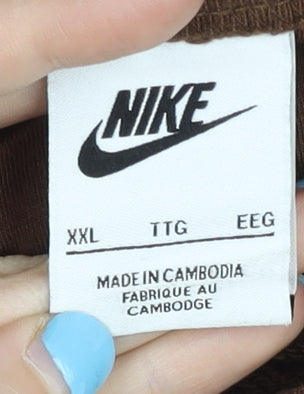 NIKE
XXL TTG EEG
MADE IN CAMBODIA
FABRIQUE AU
CAMBODGE